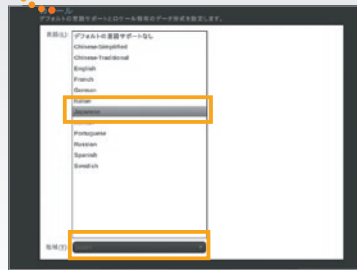 デフォルトの言語サポートとロケール固有のデータ形式を設定します。
言語(L):
デフォルトの言語サポートなし
Chinese-Simplified
Chinese-Traditional
English
French
German
Italian
Japanese
Portuguese
Russian
Spanish
Swedish
地域(T):